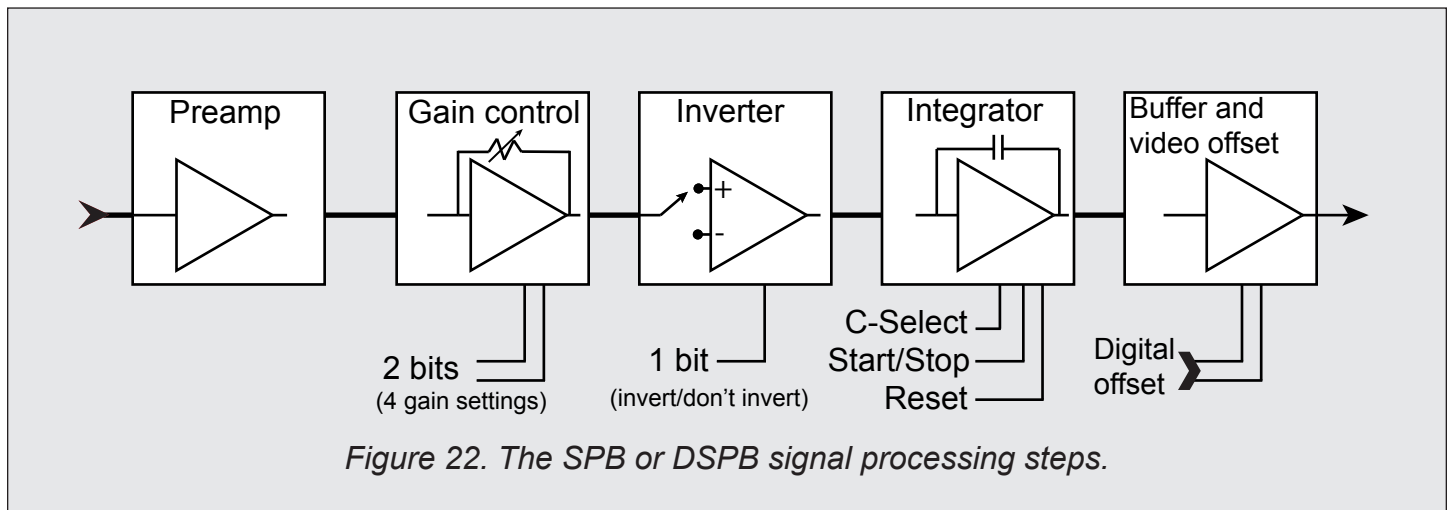 Preamp
Gain control
Inverter
+
-
Integrator
Buffer and
video offset
2 bits
(4 gain settings)
1 bit
(invert/don't invert)
C-Select
Start/Stop
Reset
Digital
offset
Figure 22. The SPB or DSPB signal processing steps.